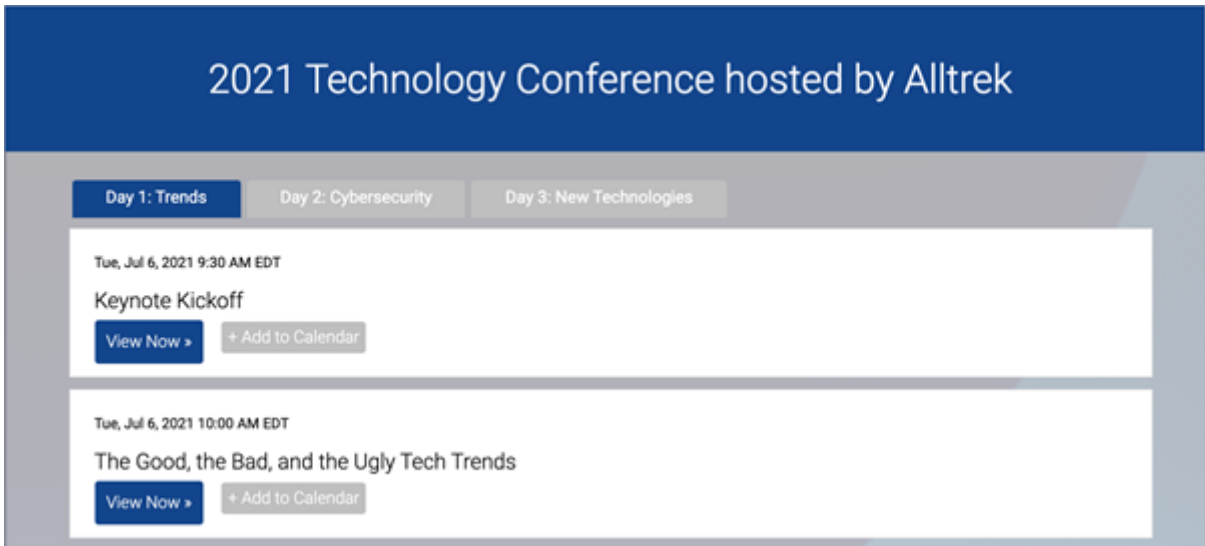 2021 Technology Conference hosted by Alltrek
Day 1: Trends Day 2: Cybersecurity Day 3: New Technologies
Tue, Jul 6, 2021 9:30 AM EDT
Keynote Kickoff
View Now » + Add to Calendar
Tue, Jul 6, 2021 10:00 AM EDT
The Good, the Bad, and the Ugly Tech Trends
View Now » + Add to Calendar